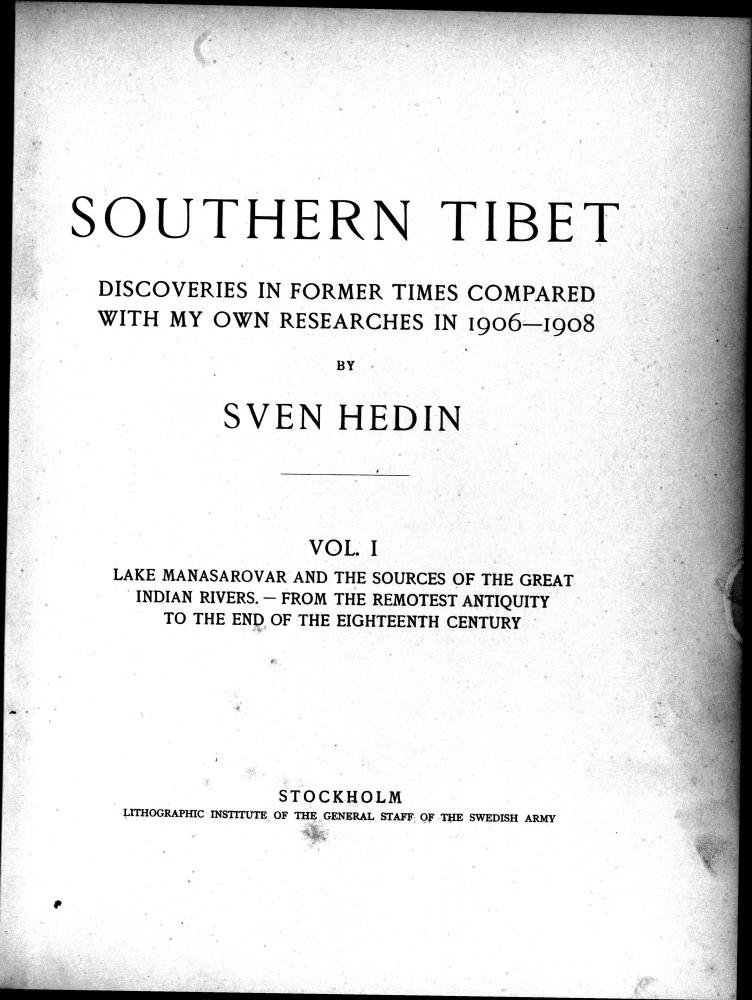 SOUTHERN TIBET
DISCOVERIES IN FORMER TIMES COMPARED
WITH MY OWN RESEARCHES IN 1906—1908
BY
SVEN HEDIN
VOL. I
LAKE MANASAROVAR AND THE SOURCES OF THE GREAT
INDIAN RIVERS. — FROM THE REMOTEST ANTIQUITY
TO THE END OF THE EIGHTEENTH CENTURY
STOCKHOLM
LITHOGRAPHIC INSTITUTE OF THE GENERAL STAFF OF THE SWEDISH ARMY